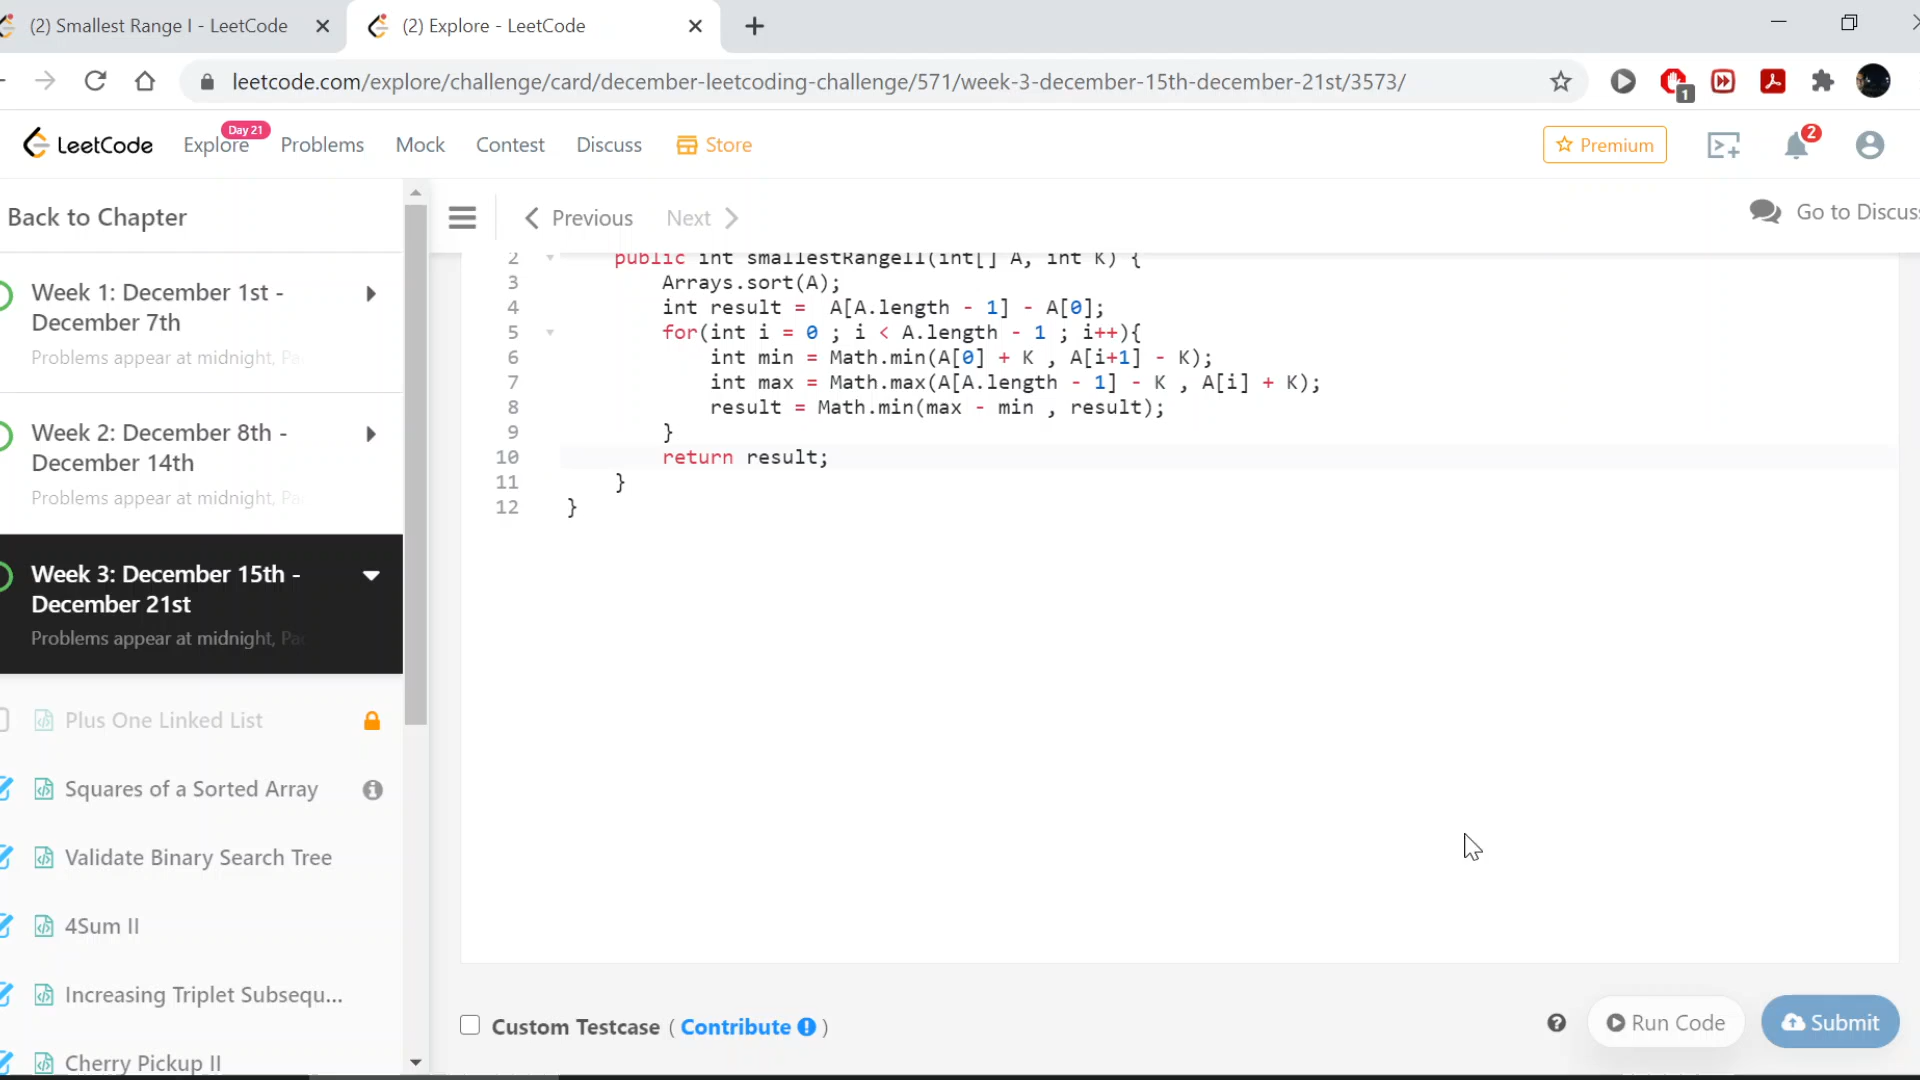 (2) Smallest Range I - LeetCode
(2) Explore - LeetCode
leetcode.com/explore/challenge/card/december-leetcoding-challenge/571/week-3-december-15th-december-21st/3573/
1
LeetCode
Explore
Day 21
Problems
Mock
Contest
Discuss
Store
Premium
2
Back to Chapter
Previous
Next
Go to Discuss
Week 1: December 1st -
December 7th
Problems appear at midnight, Pa
Week 2: December 8th -
December 14th
Problems appear at midnight, Pa
Week 3: December 15th -
December 21st
Problems appear at midnight, Pa
Plus One Linked List
Squares of a Sorted Array
Validate Binary Search Tree
4Sum II
Increasing Triplet Subsequ...
Cherry Pickup II
2 public int smallestRangeII(int[] A, int K) {
3 Arrays.sort(A);
4 int result =  A[A.length - 1] - A[0];
5 for(int i = 0 ; i < A.length - 1 ; i++){
6 int min = Math.min(A[0] + K , A[i+1] - K);
7 int max = Math.max(A[A.length - 1] - K , A[i] + K);
8 result = Math.min(max - min , result);
9 }
10 return result;
11 }
12 }
Custom Testcase ( Contribute )
Run Code
Submit